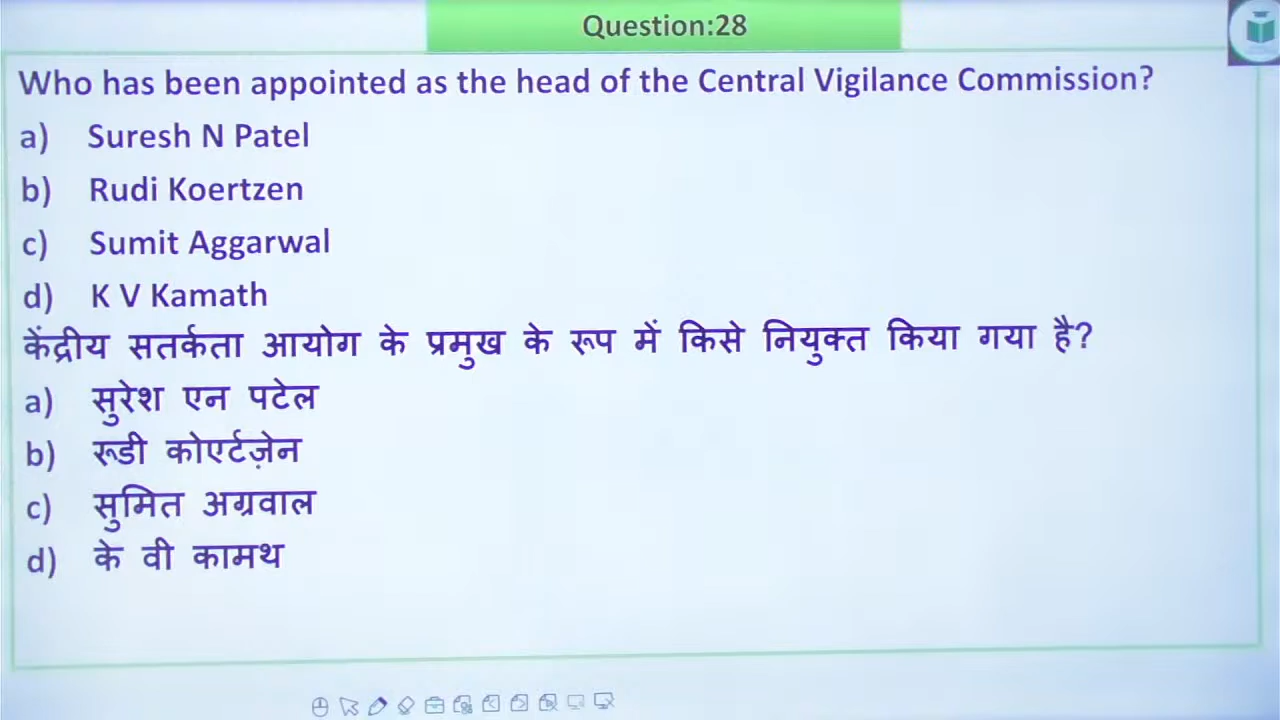 Question:28
Who has been appointed as the head of the Central Vigilance Commission?
a) Suresh N Patel
b) Rudi Koertzen
c) Sumit Aggarwal
d) K V Kamath
केंद्रीय सतर्कता आयोग के प्रमुख के रूप में किसे नियुक्त किया गया है?
a) सुरेश एन पटेल
b) रूडी कोएर्टज़ेन
c) सुमित अग्रवाल
d) के वी कामथ